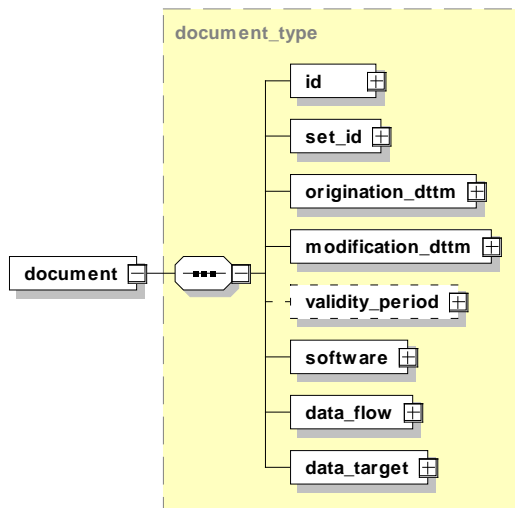 document_type
id
set_id
origination_dttm
modification_dttm
document
validity_period
software
data_flow
data_target